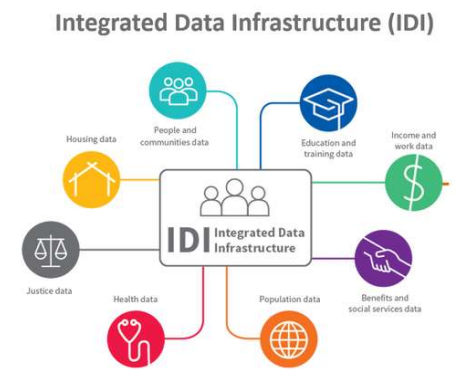 Integrated Data Infrastructure (IDI)
People and
communities data
Education and
training data
Housing data
Income and
work data
IDI Integrated Data
Infrastructure
Justice data
Benefits and
social services data
Health data
Population data